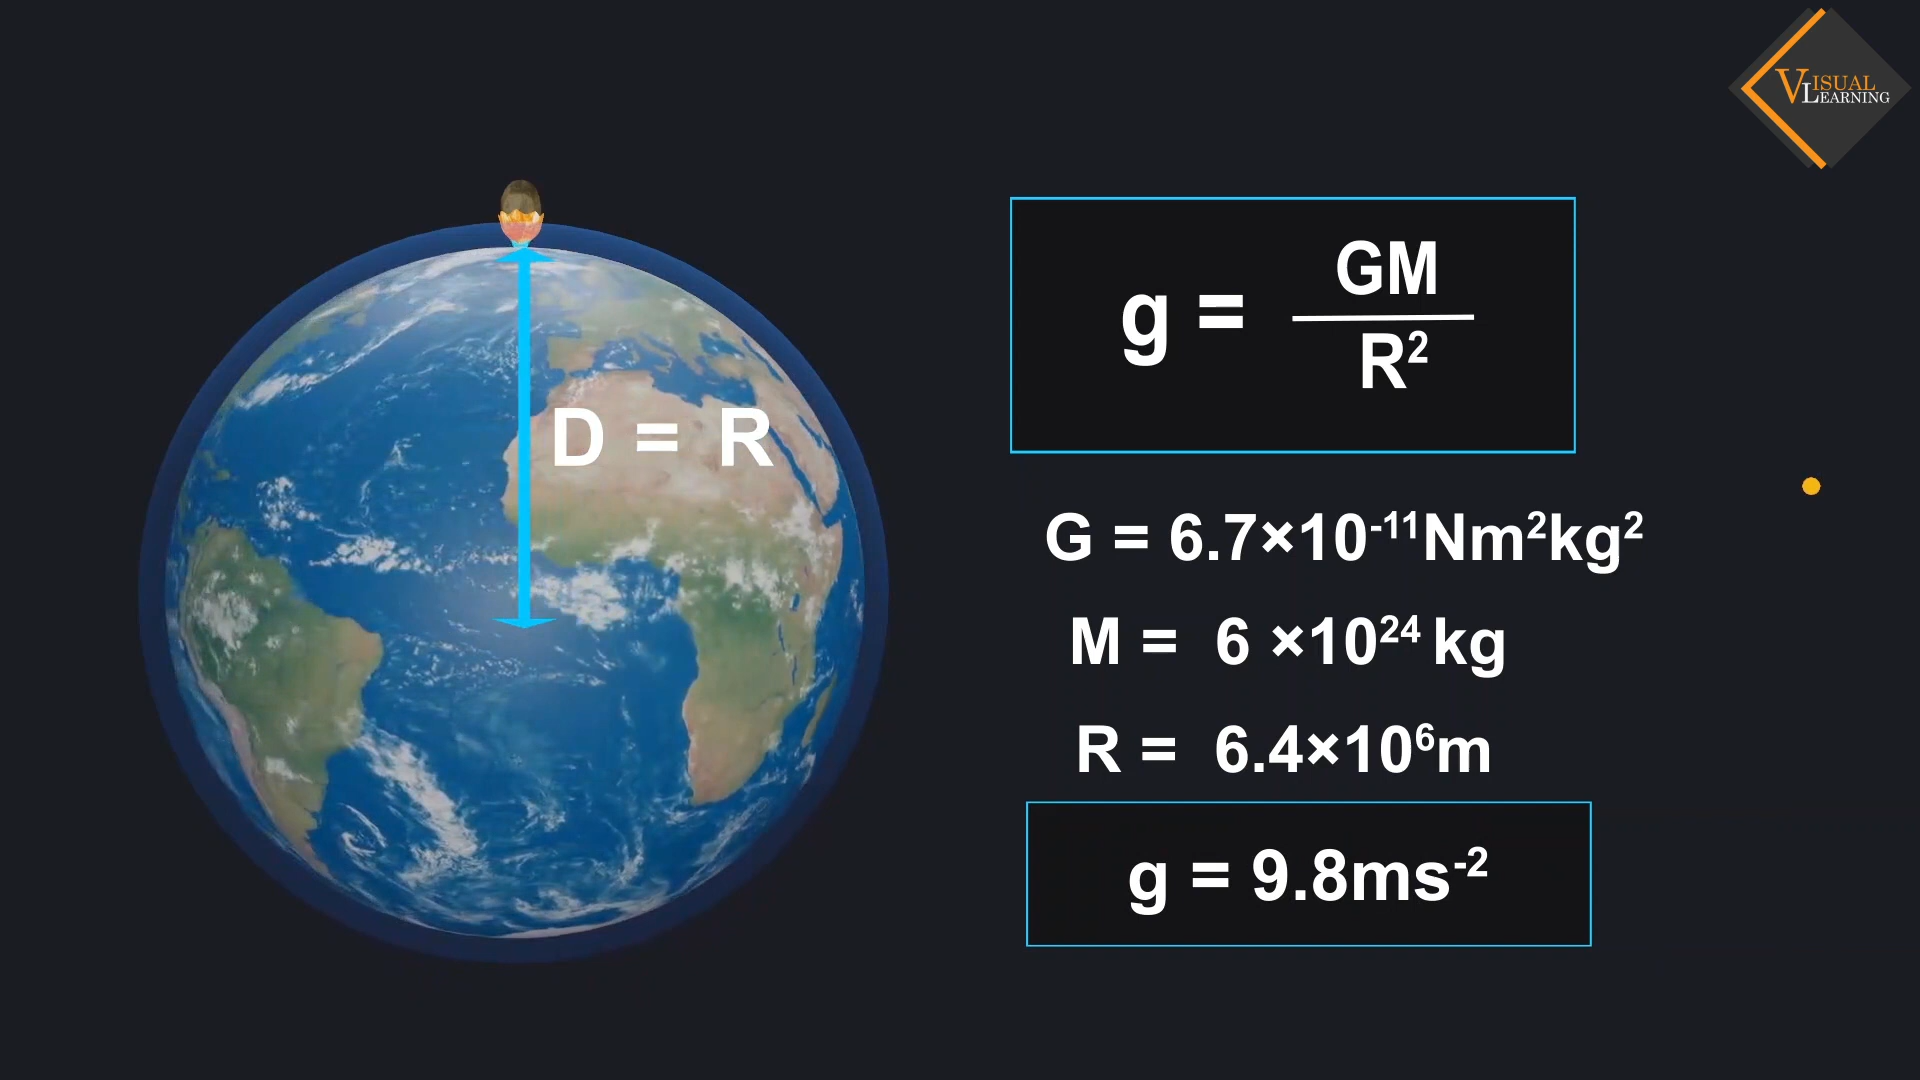 VISUAL
LEARNING
D = R
g = GM
R²
G = 6.7×10⁻¹¹Nm²kg²
M = 6 ×10²⁴ kg
R = 6.4×10⁶m
g = 9.8ms⁻²